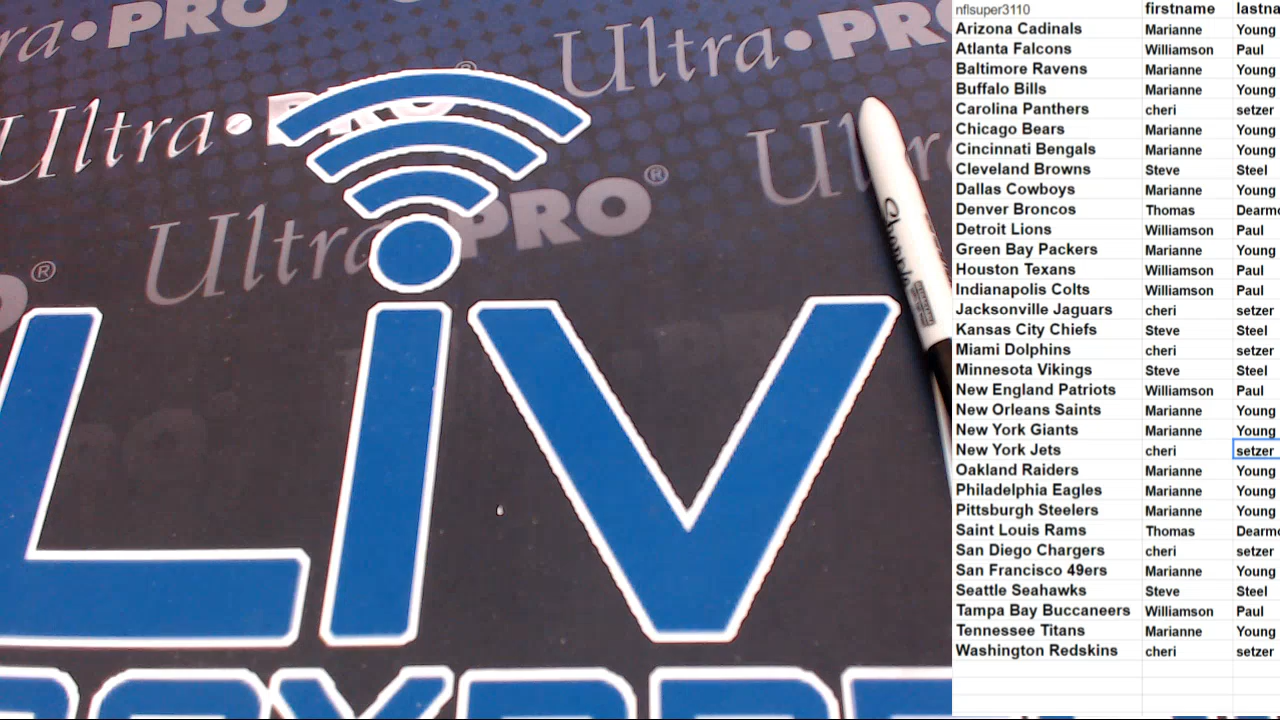 ra•PRO®
Ultra•PRO
Ultra•PRO®
Ultra PRO®
Ul
®
LiV
Sharpie
nflsuper3110 firstname lastna
Arizona Cadinals Marianne Young
Atlanta Falcons Williamson Paul
Baltimore Ravens Marianne Young
Buffalo Bills Marianne Young
Carolina Panthers cheri setzer
Chicago Bears Marianne Young
Cincinnati Bengals Marianne Young
Cleveland Browns Steve Steel
Dallas Cowboys Marianne Young
Denver Broncos Thomas Dearmo
Detroit Lions Williamson Paul
Green Bay Packers Marianne Young
Houston Texans Williamson Paul
Indianapolis Colts Williamson Paul
Jacksonville Jaguars cheri setzer
Kansas City Chiefs Steve Steel
Miami Dolphins cheri setzer
Minnesota Vikings Steve Steel
New England Patriots Williamson Paul
New Orleans Saints Marianne Young
New York Giants Marianne Young
New York Jets cheri setzer
Oakland Raiders Marianne Young
Philadelphia Eagles Marianne Young
Pittsburgh Steelers Marianne Young
Saint Louis Rams Thomas Dearmo
San Diego Chargers cheri setzer
San Francisco 49ers Marianne Young
Seattle Seahawks Steve Steel
Tampa Bay Buccaneers Williamson Paul
Tennessee Titans Marianne Young
Washington Redskins cheri setzer